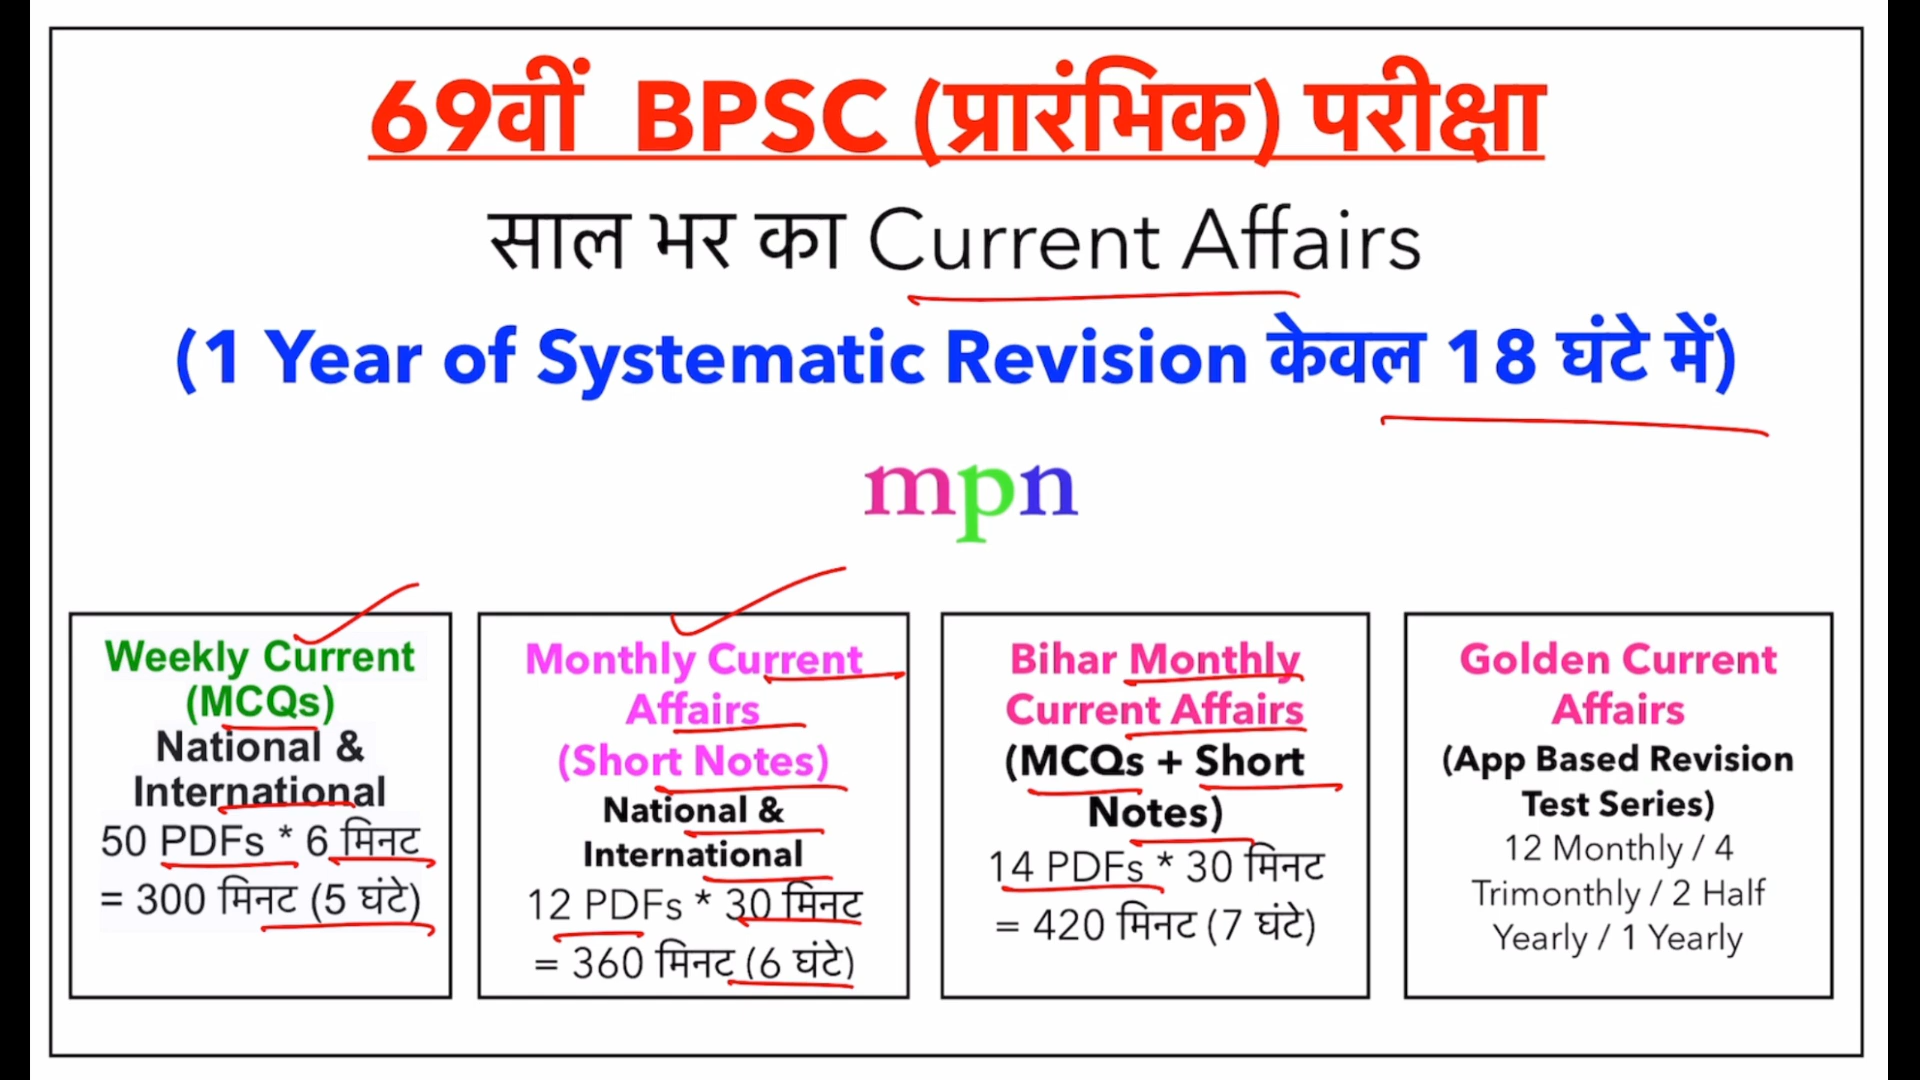 69वीं BPSC (प्रारंभिक) परीक्षा
साल भर का Current Affairs
(1 Year of Systematic Revision केवल 18 घंटे में)
mpn
Weekly Current
(MCQs)
National &
International
50 PDFs * 6 मिनट
= 300 मिनट (5 घंटे)
Monthly Current
Affairs
(Short Notes)
National &
International
12 PDFs * 30 मिनट
= 360 मिनट (6 घंटे)
Bihar Monthly
Current Affairs
(MCQs + Short
Notes)
14 PDFs * 30 मिनट
= 420 मिनट (7 घंटे)
Golden Current
Affairs
(App Based Revision
Test Series)
12 Monthly / 4
Trimonthly / 2 Half
Yearly / 1 Yearly